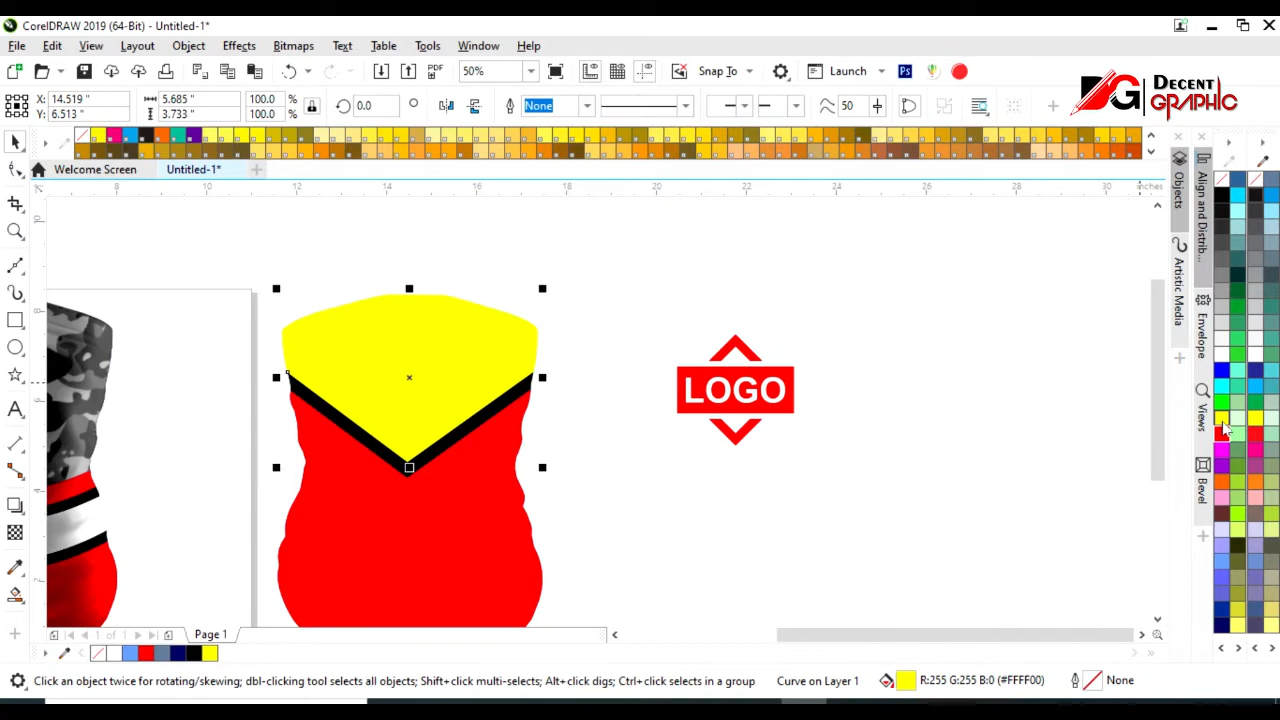 CorelDRAW 2019 (64-Bit) - Untitled-1*
File Edit View Layout Object Effects Bitmaps Text Table Tools Window Help
PDF 50% Snap To Launch Ps
DG DECENT GRAPHIC
X: 14.519 " 5.685 " 100.0 % 0.0 None 50
Y: 6.513 " 3.733 " 100.0 %
Welcome Screen Untitled-1*
8 10 12 14 16 18 20 22 24 26 28 30 inches
Objects
Align and Distrib...
Artistic Media
Envelope
Views
Bevel
LOGO
1 of 1 Page 1
Click an object twice for rotating/skewing; dbl-clicking tool selects all objects; Shift+click multi-selects; Alt+click digs; Ctrl+click selects in a group Curve on Layer 1 R:255 G:255 B:0 (#FFFF00) None